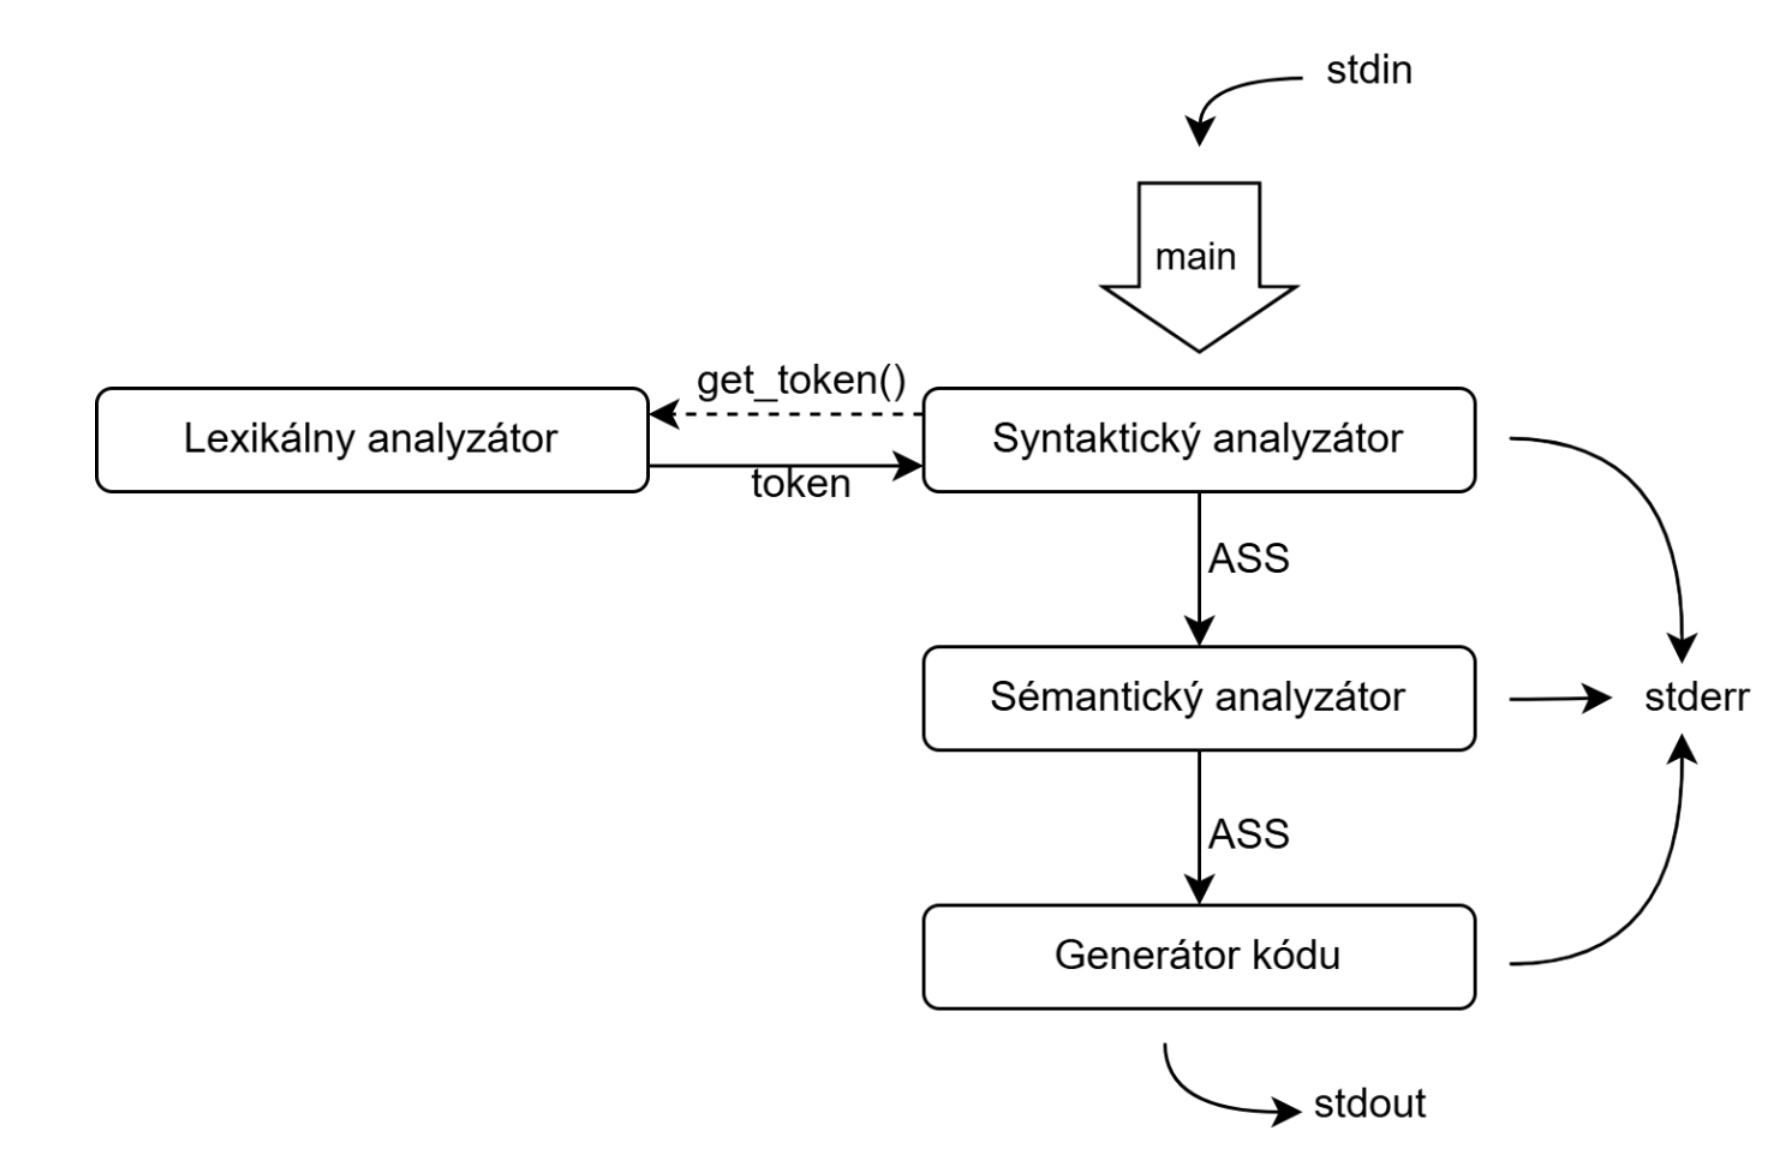 stdin
main
get_token()
Lexikálny analyzátor
Syntaktický analyzátor
token
ASS
Sémantický analyzátor
stderr
ASS
Generátor kódu
stdout